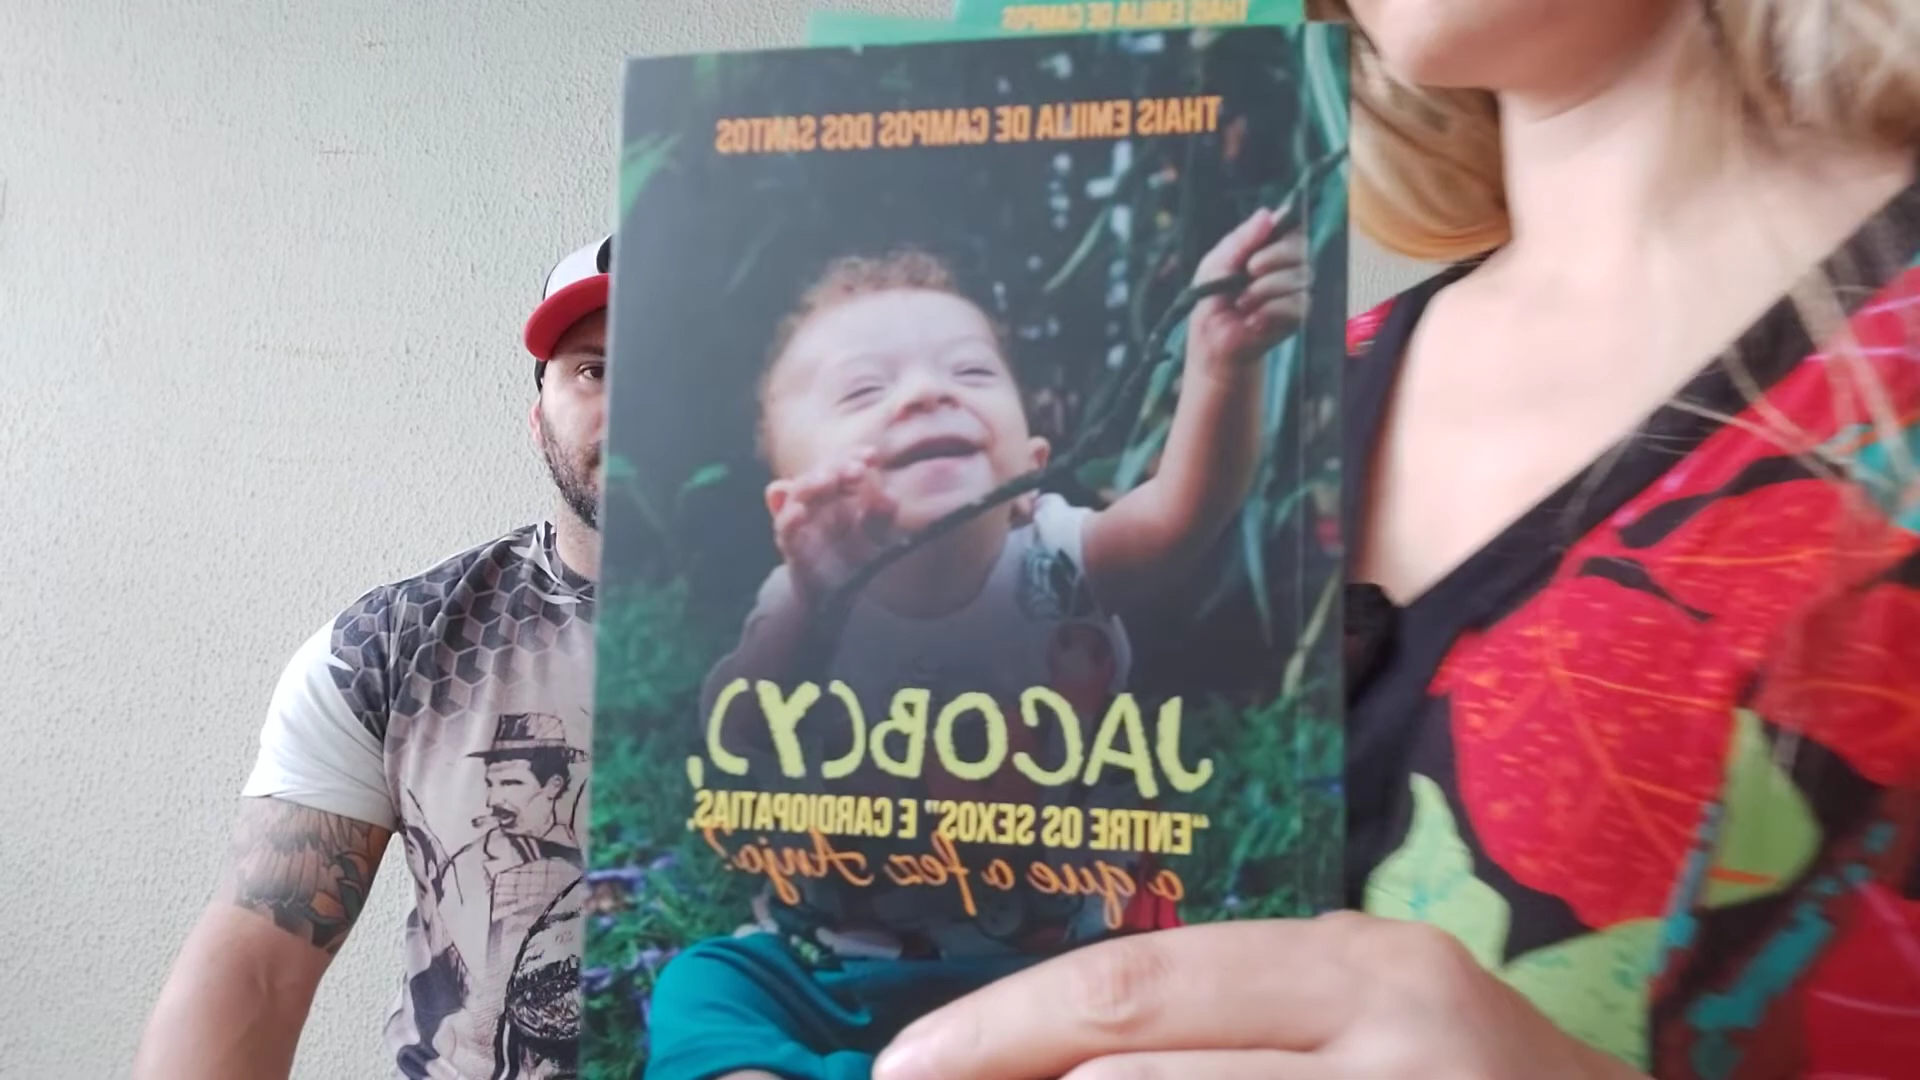 THAIS EMILIA DE CAMPOS
THAIS EMILIA DE CAMPOS DOS SANTOS
JACOB(Y),
"ENTRE OS SEXOS" E CARDIOPATIAS,
o que o fez Anjo?